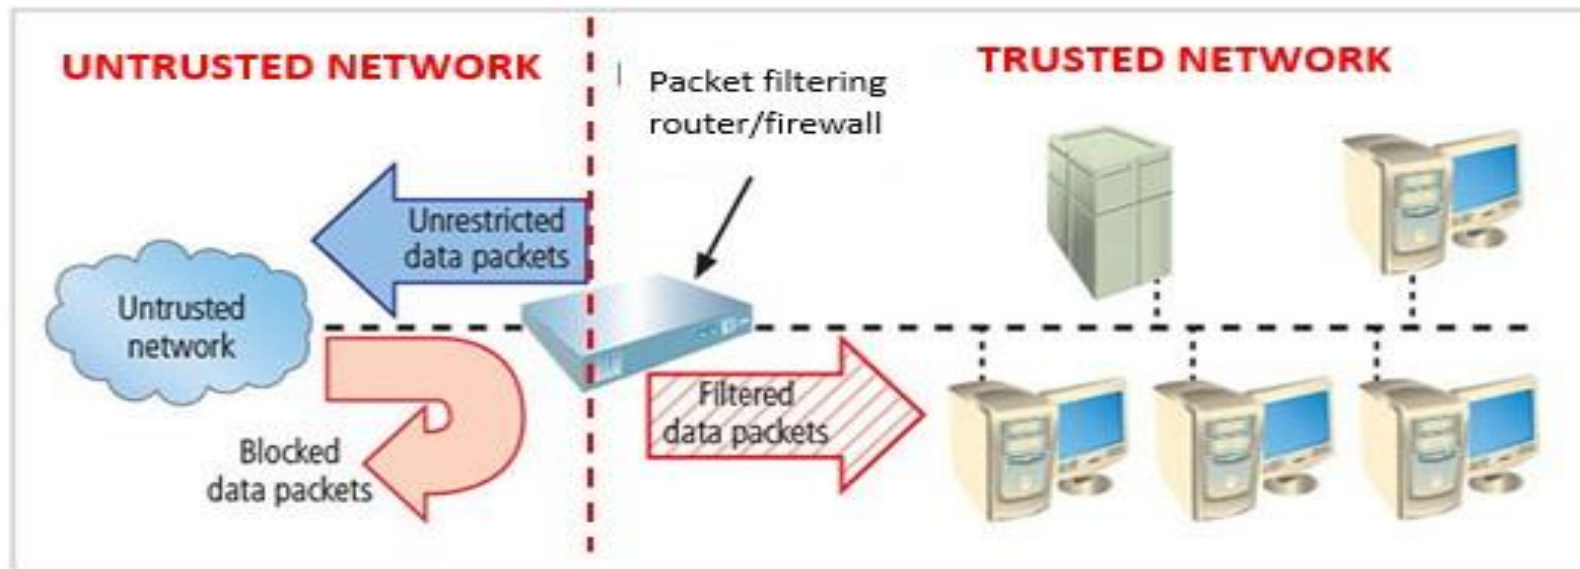 UNTRUSTED NETWORK
Packet filtering
router/firewall
TRUSTED NETWORK
Unrestricted
data packets
Untrusted
network
Filtered
data packets
Blocked
data packets